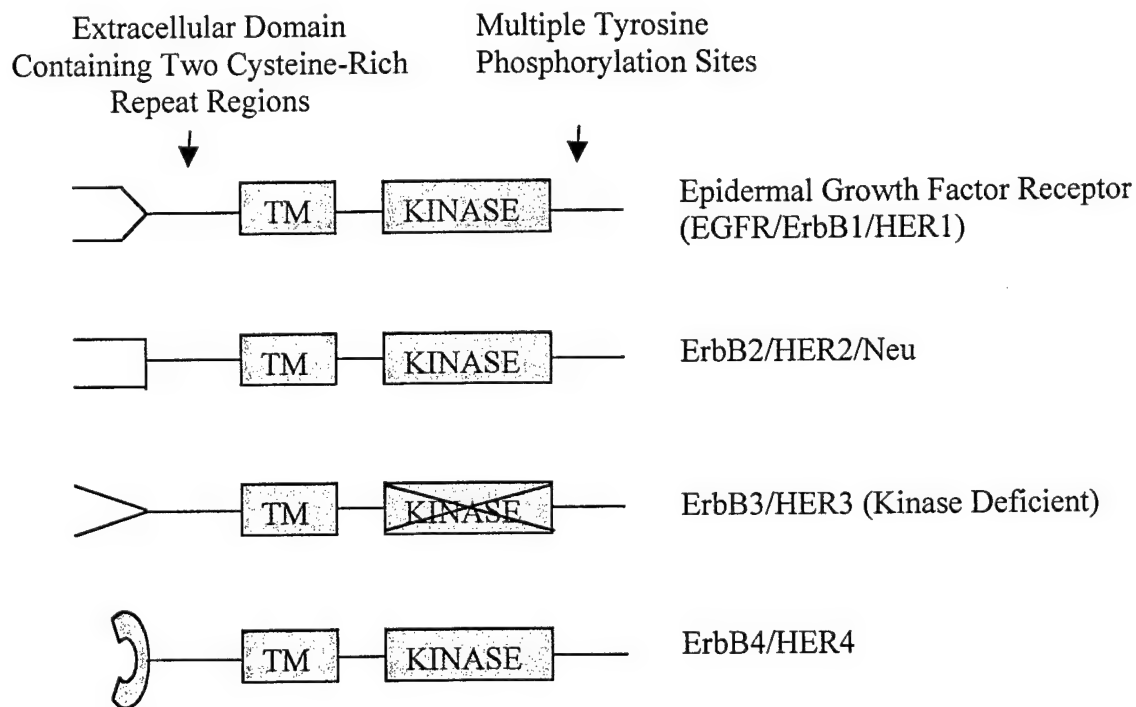 Extracellular Domain
Containing Two Cysteine-Rich
Repeat Regions
Multiple Tyrosine
Phosphorylation Sites
TM
KINASE
Epidermal Growth Factor Receptor
(EGFR/ErbB1/HER1)
TM
KINASE
ErbB2/HER2/Neu
TM
KINASE
ErbB3/HER3 (Kinase Deficient)
TM
KINASE
ErbB4/HER4